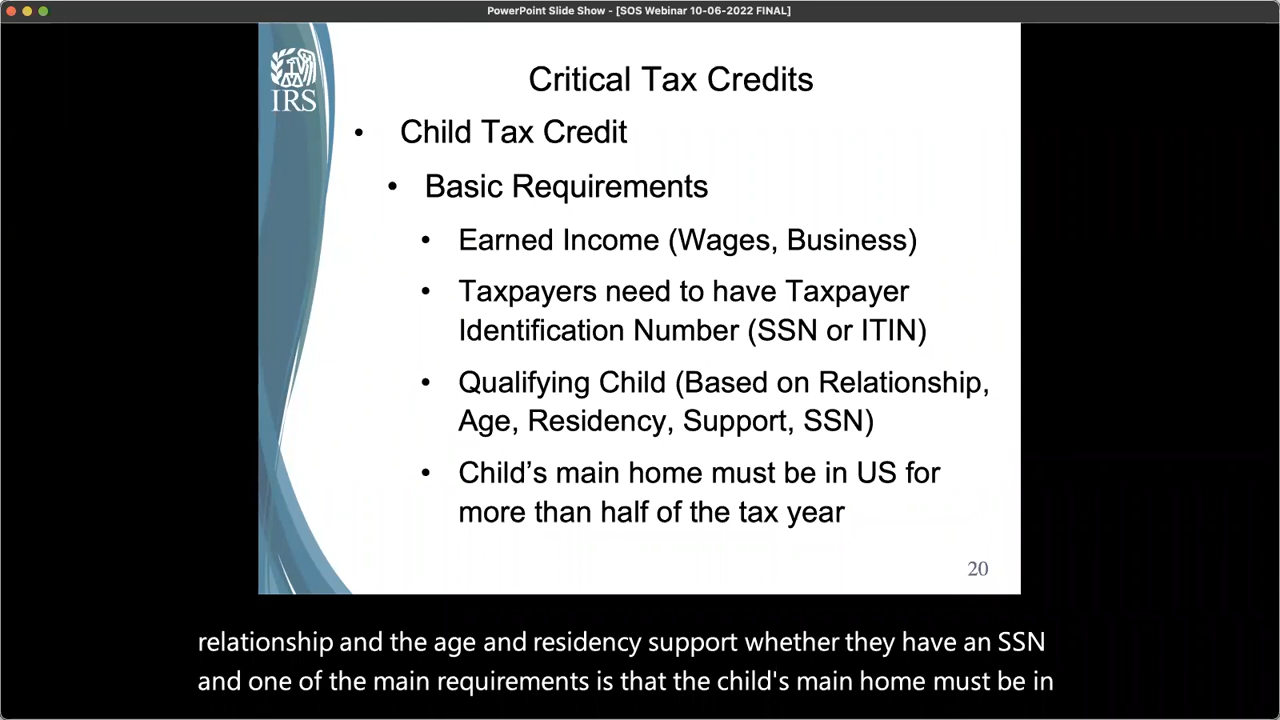 PowerPoint Slide Show - [SOS Webinar 10-06-2022 FINAL]
IRS
Critical Tax Credits
• Child Tax Credit
• Basic Requirements
• Earned Income (Wages, Business)
• Taxpayers need to have Taxpayer
Identification Number (SSN or ITIN)
• Qualifying Child (Based on Relationship,
Age, Residency, Support, SSN)
• Child’s main home must be in US for
more than half of the tax year
20
relationship and the age and residency support whether they have an SSN
and one of the main requirements is that the child's main home must be in